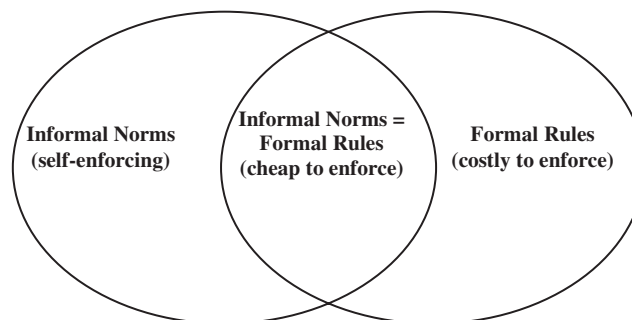 Informal Norms
(self-enforcing)
Informal Norms =
Formal Rules
(cheap to enforce)
Formal Rules
(costly to enforce)